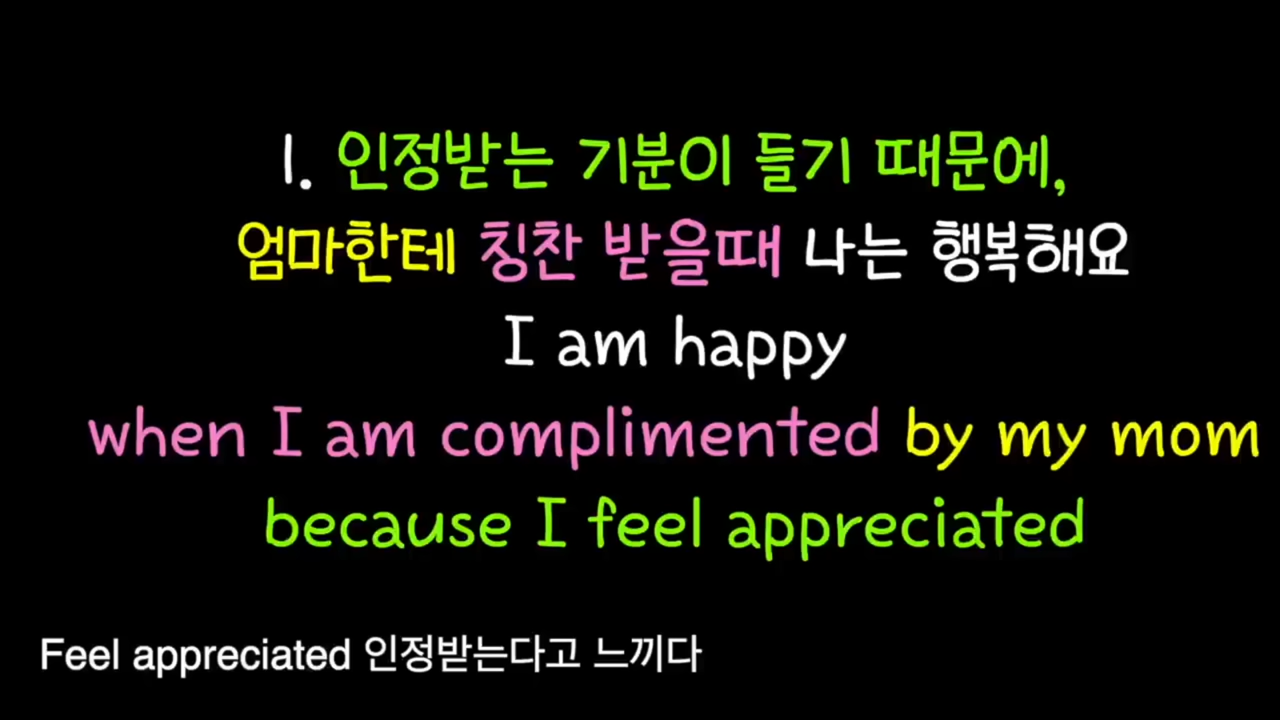 1. 인정받는 기분이 들기 때문에,
엄마한테 칭찬 받을때 나는 행복해요
I am happy
when I am complimented by my mom
because I feel appreciated
Feel appreciated 인정받는다고 느끼다